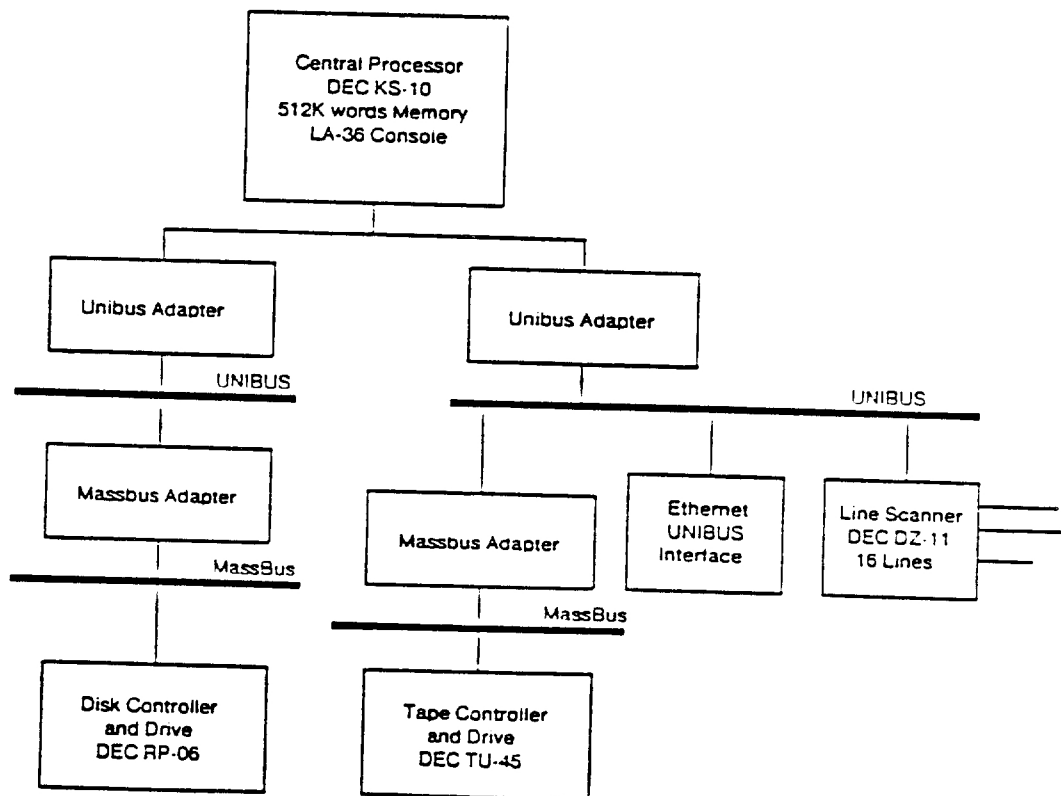 Central Processor
DEC KS-10
512K words Memory
LA-36 Console
Unibus Adapter
Unibus Adapter
UNIBUS
UNIBUS
Massbus Adapter
Massbus Adapter
Ethernet
UNIBUS
Interface
Line Scanner
DEC DZ-11
16 Lines
MassBus
MassBus
Disk Controller
and Drive
DEC RP-06
Tape Controller
and Drive
DEC TU-45